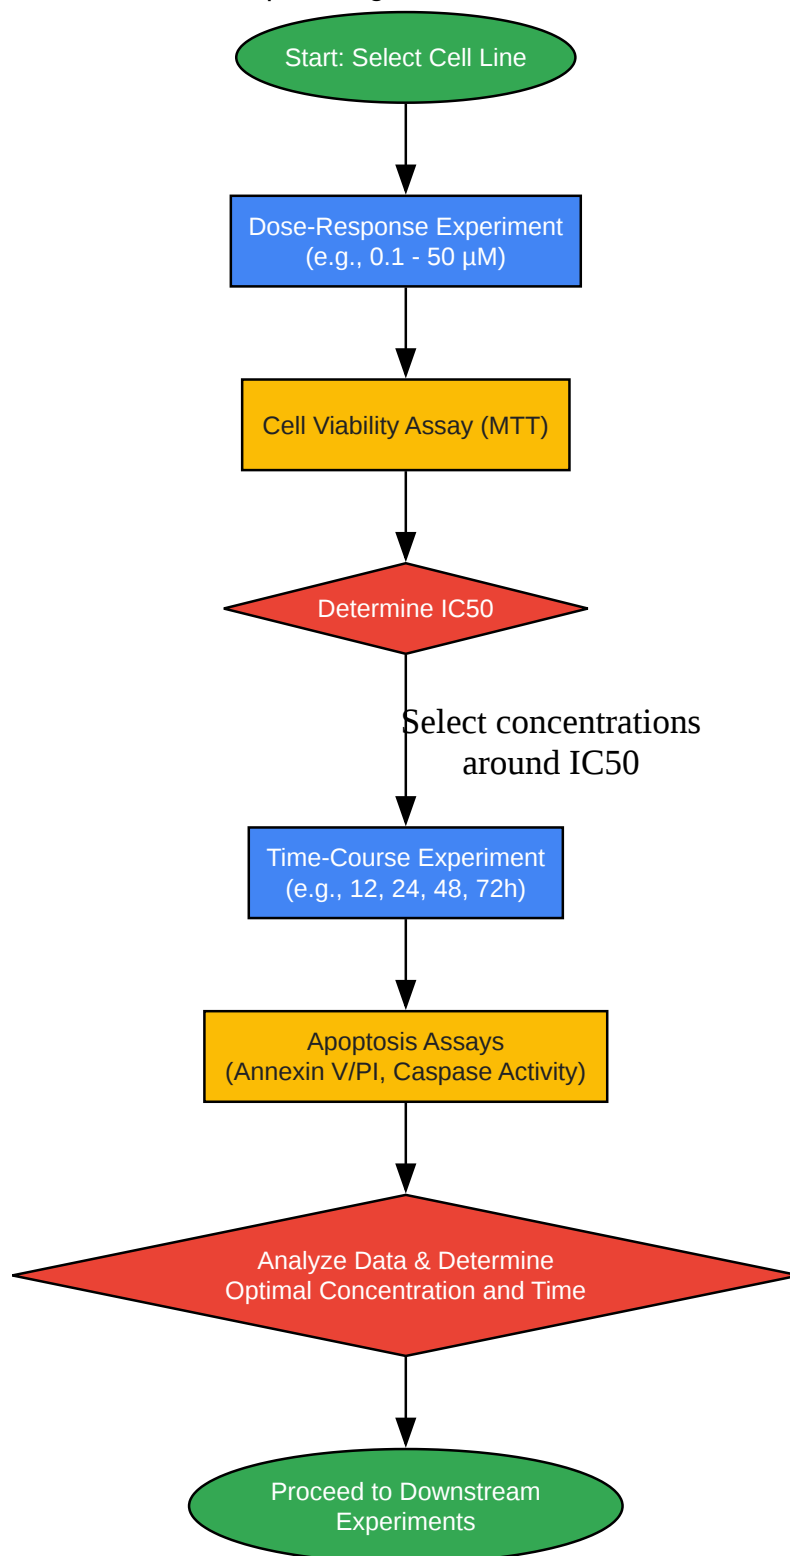 Start: Select Cell Line
Dose-Response Experiment
(e.g., 0.1 - 50 µM)
Cell Viability Assay (MTT)
Determine IC50
Select concentrations
around IC50
Time-Course Experiment
(e.g., 12, 24, 48, 72h)
Apoptosis Assays
(Annexin V/PI, Caspase Activity)
Analyze Data & Determine
Optimal Concentration and Time
Proceed to Downstream
Experiments